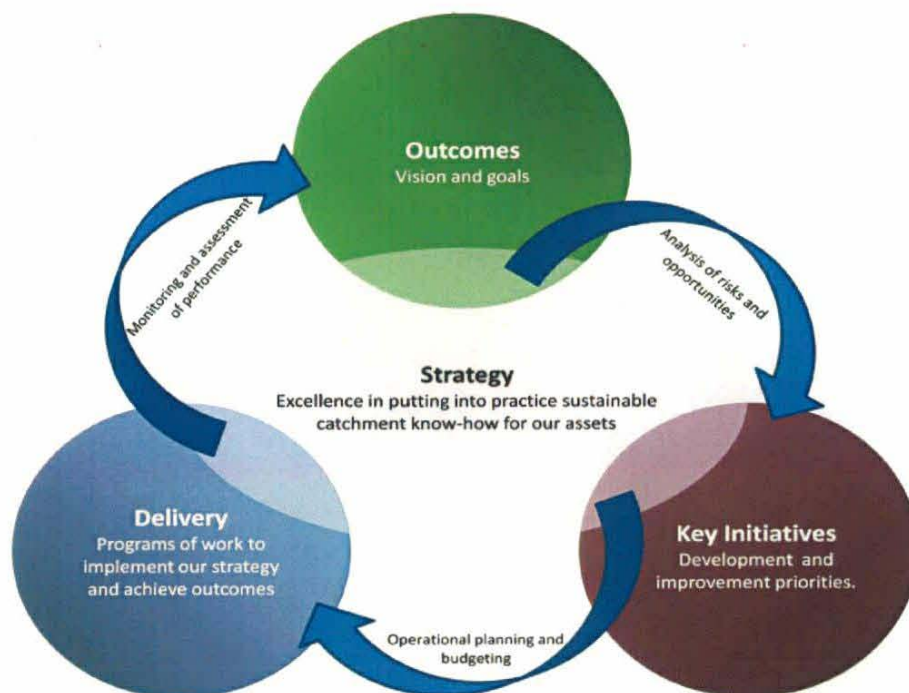 Outcomes
Vision and goals
Monitoring and assessment
of performance
Analysis of risks and
opportunities
Strategy
Excellence in putting into practice sustainable
catchment know-how for our assets
Delivery
Programs of work to
implement our strategy
and achieve outcomes
Key Initiatives
Development and
improvement priorities.
Operational planning and
budgeting